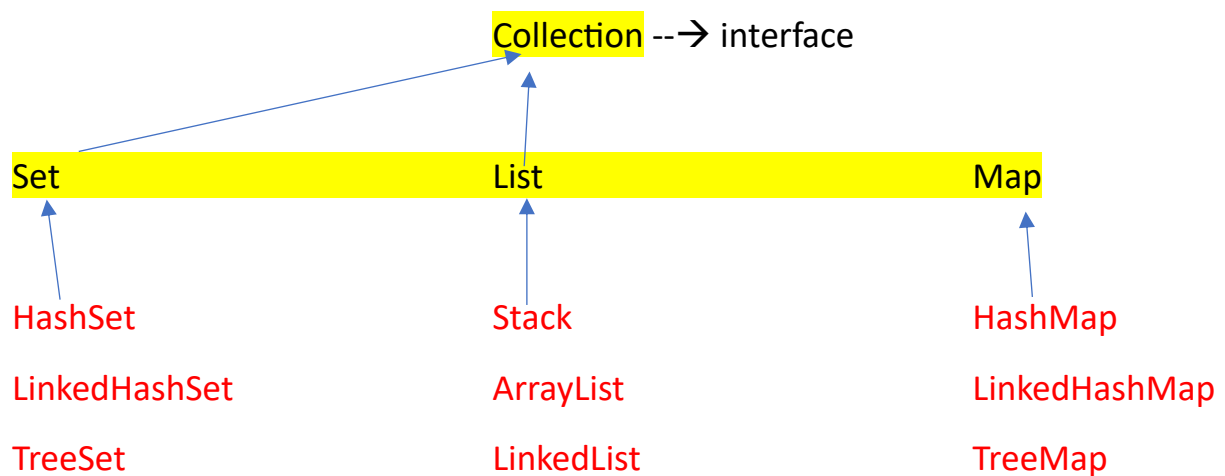 Collection --→ interface
Set List Map
HashSet Stack HashMap
LinkedHashSet ArrayList LinkedHashMap
TreeSet LinkedList TreeMap